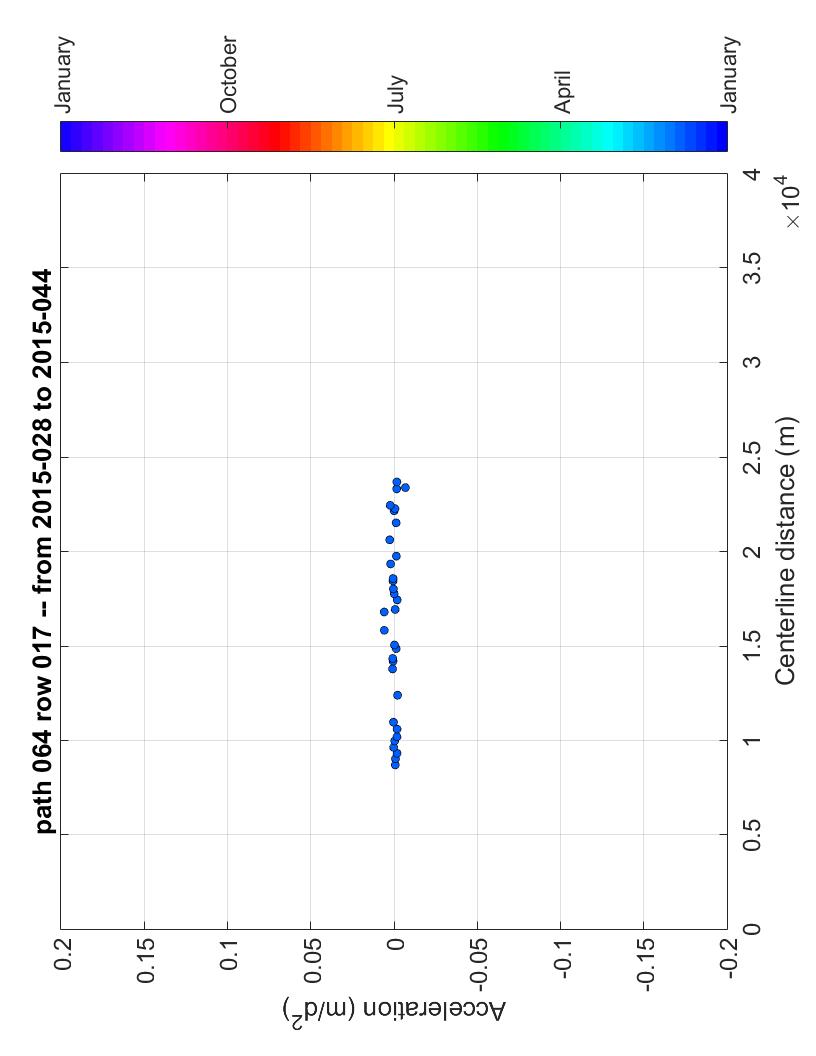 path 064 row 017 -- from 2015-028 to 2015-044
Acceleration (m/d²)
0.2
0.15
0.1
0.05
0
-0.05
-0.1
-0.15
-0.2
0
0.5
1
1.5
2
2.5
3
3.5
4
×10⁴
Centerline distance (m)
January
October
July
April
January